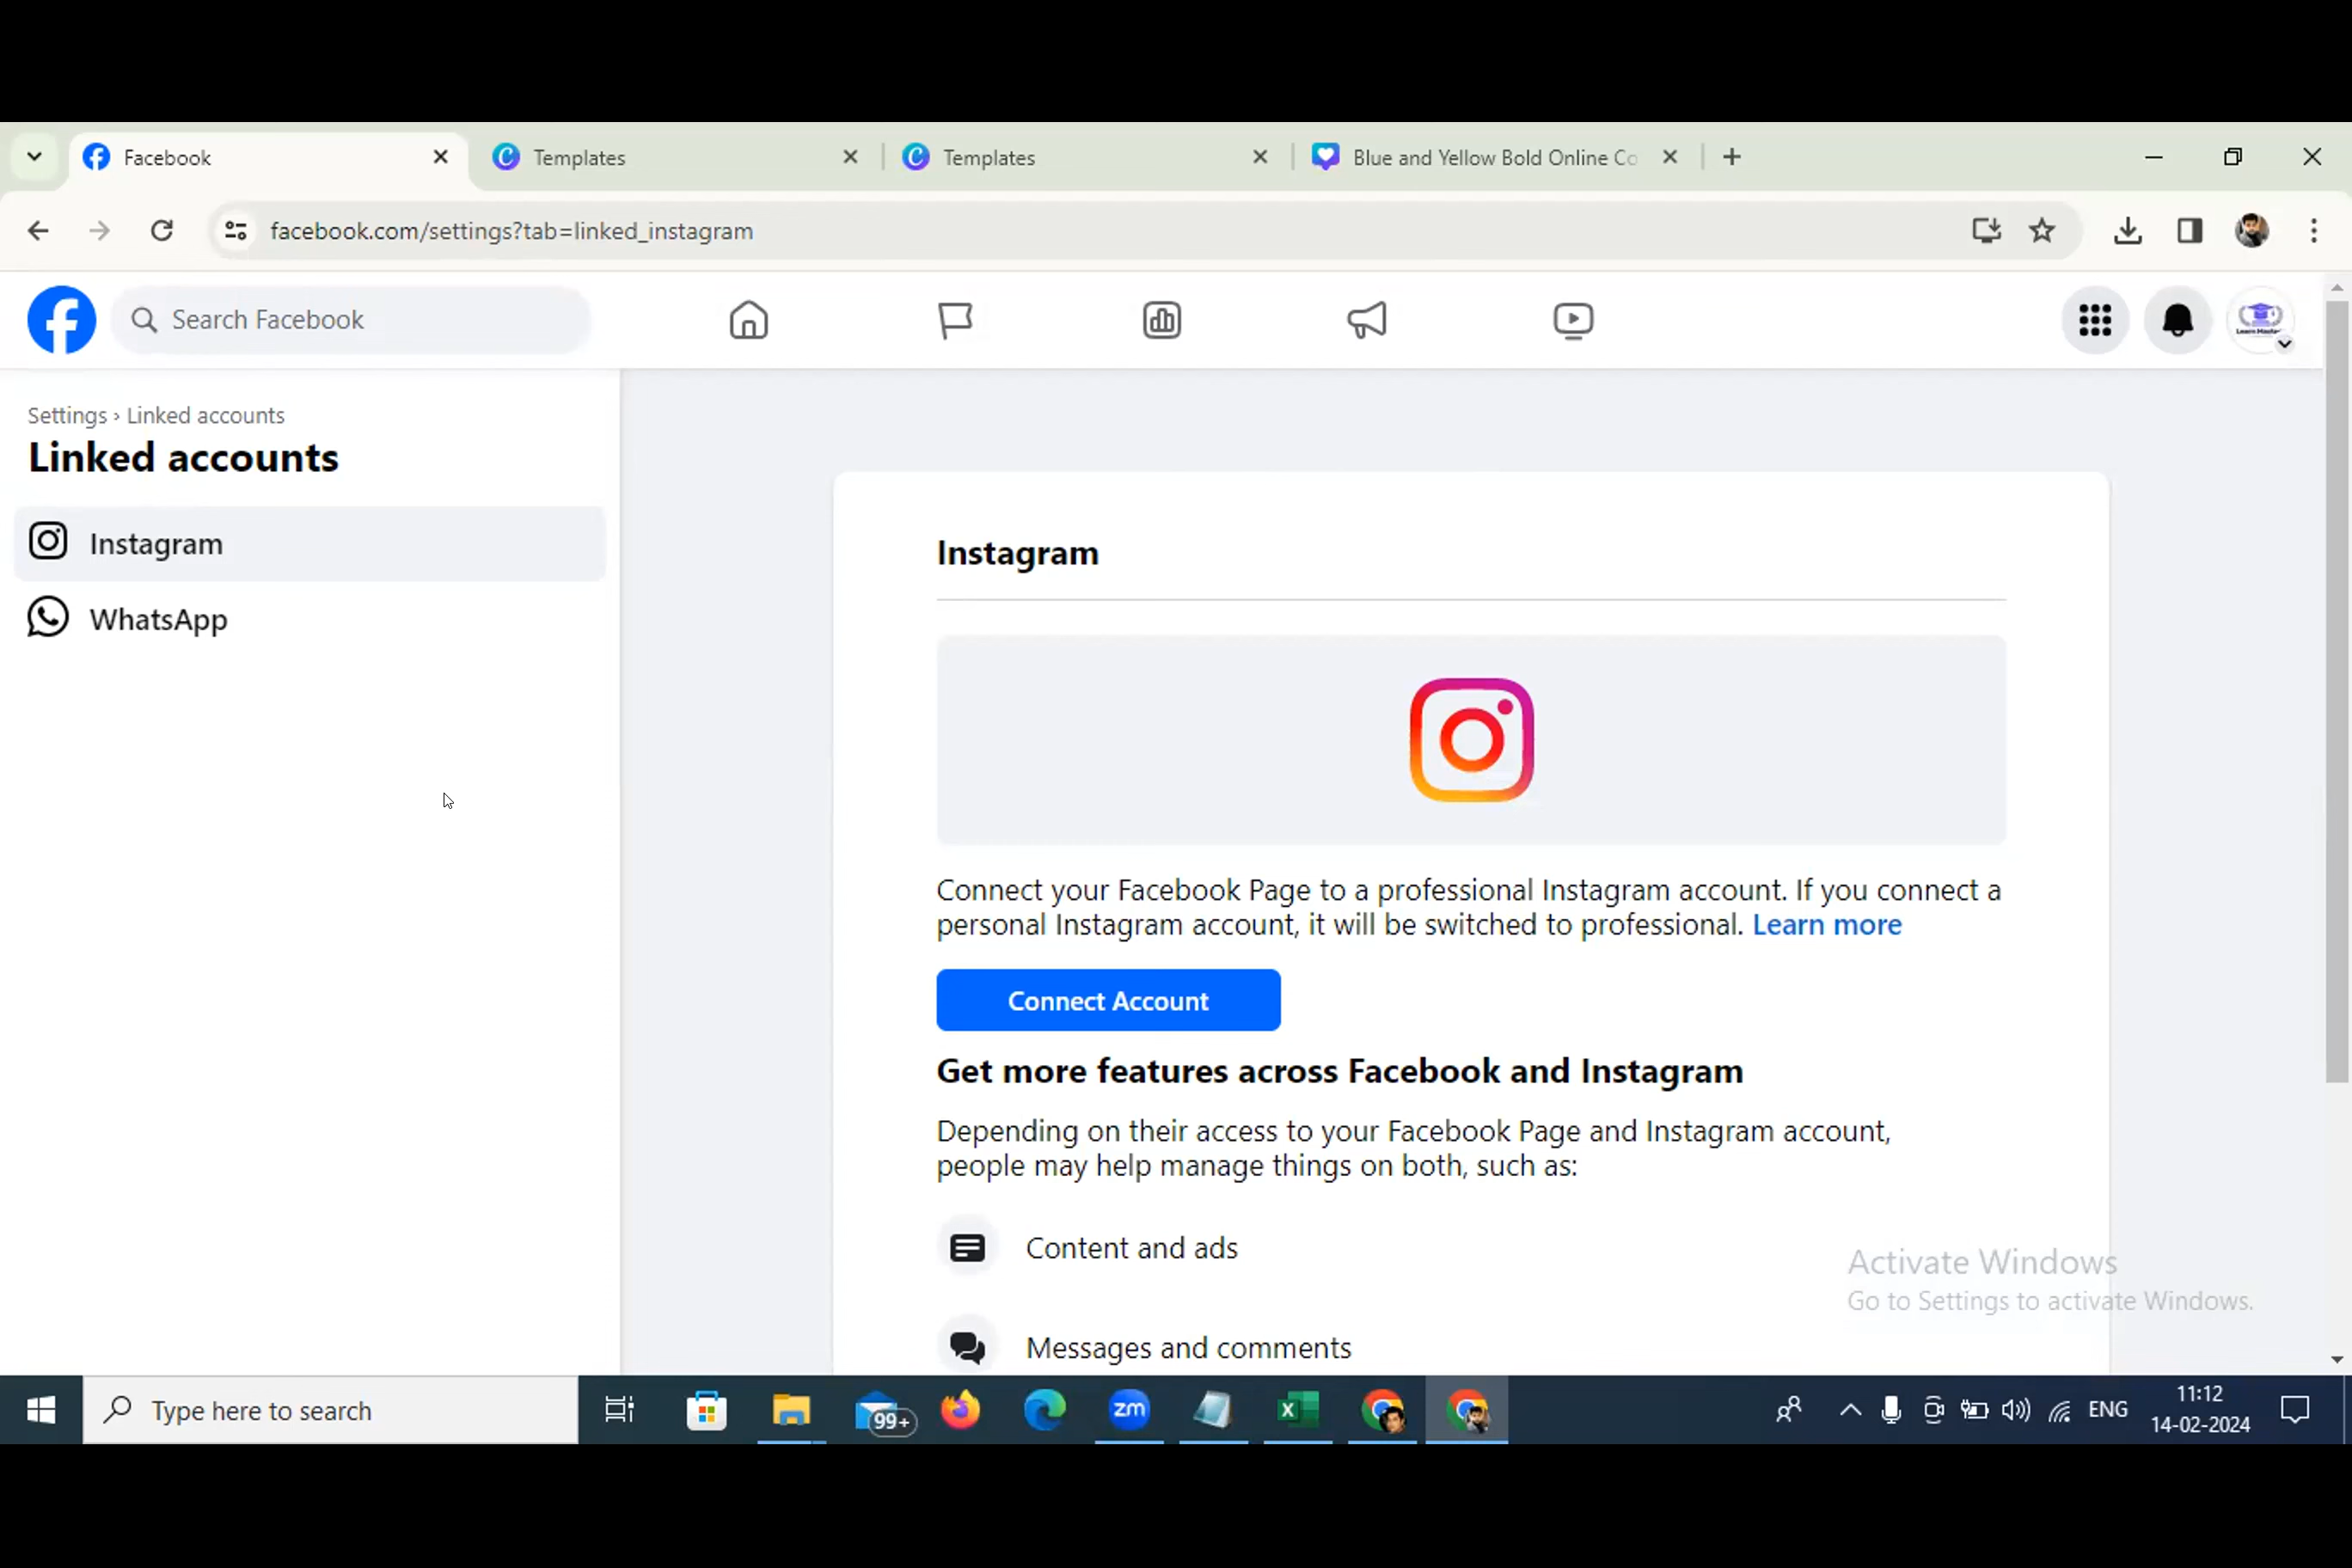 Facebook
Templates
Templates
Blue and Yellow Bold Online Co
facebook.com/settings?tab=linked_instagram
Search Facebook
Settings › Linked accounts
Linked accounts
Instagram
WhatsApp
Instagram
Connect your Facebook Page to a professional Instagram account. If you connect a
personal Instagram account, it will be switched to professional. Learn more
Connect Account
Get more features across Facebook and Instagram
Depending on their access to your Facebook Page and Instagram account,
people may help manage things on both, such as:
Content and ads
Messages and comments
Activate Windows
Go to Settings to activate Windows.
Type here to search
99+
zm
ENG
11:12
14-02-2024